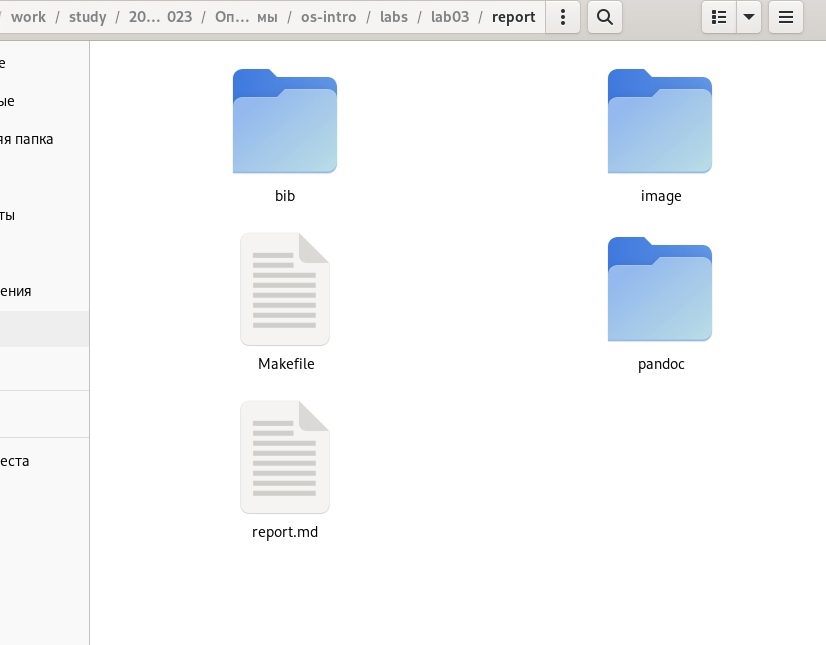 / work / study / 20… 023 / Оп… мы / os-intro / labs / lab03 / report
е
ые
яя папка
ты
ения
еста
bib
image
Makefile
pandoc
report.md